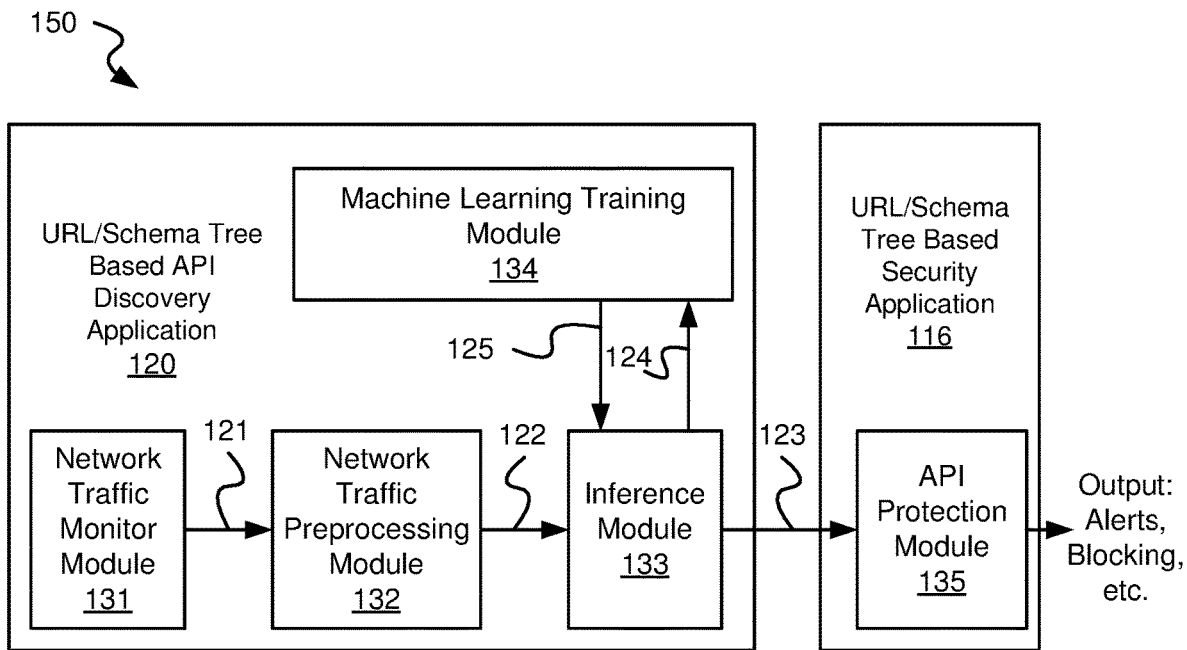 150
Machine Learning Training
Module
134
URL/Schema Tree
Based API
Discovery
Application
120
URL/Schema
Tree Based
Security
Application
116
125
124
121
122
123
Network
Traffic
Monitor
Module
131
Network
Traffic
Preprocessing
Module
132
Inference
Module
133
API
Protection
Module
135
Output:
Alerts,
Blocking,
etc.